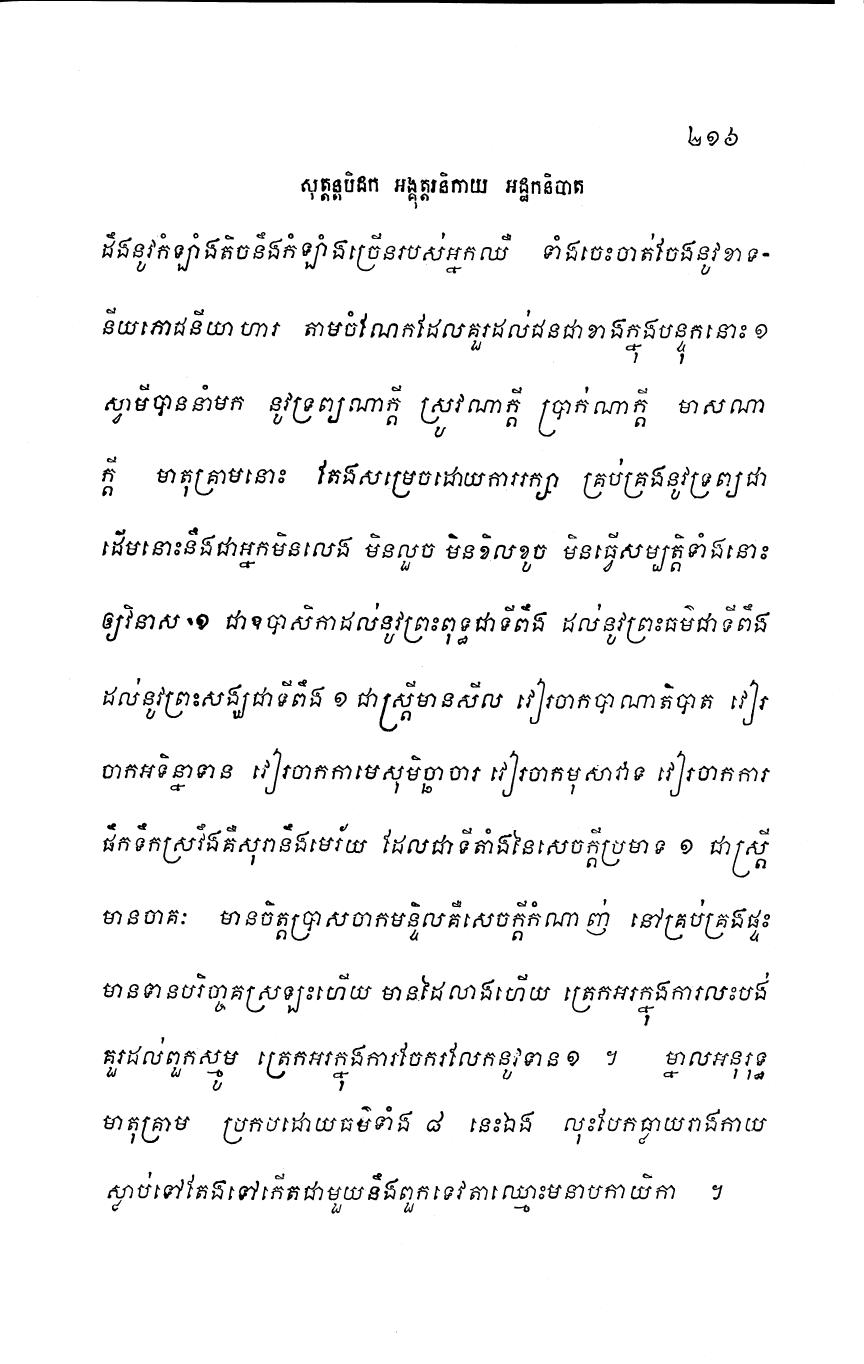 ២១៦
សុត្តន្តបិដក អង្គុត្តរនិកាយ អដ្ឋកនិបាត
ដឹងនូវកំឡាំងតិចនឹងកំឡាំងច្រើនរបស់អ្នកឈឺ ទាំងចេះចាត់ចែងនូវខាទ-
នីយភោជនីយាហារ តាមចំណែកដែលគួរដល់ជនជាខាងក្នុងបន្ទុកនោះ ១
ស្វាមីបាននាំមក នូវទ្រព្យណាក្តី ស្រូវណាក្តី ប្រាក់ណាក្តី មាសណា
ក្តី មាតុគ្រាមនោះ តែងសម្រេចដោយការរក្សា គ្រប់គ្រងនូវទ្រព្យជា
ដើមនោះនឹងជាអ្នកមិនលេង មិនលួច មិនខិលខូច មិនធ្វើសម្បត្តិទាំងនោះ
ឲ្យវិនាស ១ ជាឧបាសិកាដល់នូវព្រះពុទ្ធជាទីពឹង ដល់នូវព្រះធម៌ជាទីពឹង
ដល់នូវព្រះសង្ឃជាទីពឹង ១ ជាស្ត្រីមានសីល វៀរចាកបាណាតិបាត វៀរ
ចាកអទិន្នាទាន វៀរចាកកាមេសុមិច្ឆាចារ វៀរចាកមុសាវាទ វៀរចាកការ
ផឹកទឹកស្រវឹងគឺសុរានឹងមេរ័យ ដែលជាទីតាំងនៃសេចក្តីប្រមាទ ១ ជាស្ត្រី
មានចាគៈ មានចិត្តប្រាសចាកមន្ទិលគឺសេចក្តីកំណាញ់ នៅគ្រប់គ្រងផ្ទះ
មានទានបរិច្ចាគស្រឡះហើយ មានដៃលាងហើយ ត្រេកអរក្នុងការលះបង់
គួរដល់ពួកស្មូម ត្រេកអរក្នុងការចែករលែកនូវទាន ១ ។ ម្នាលអនុរុទ្ធ
មាតុគ្រាម ប្រកបដោយធម៌ទាំង ៨ នេះឯង លុះបែកធ្លាយរាងកាយ
ស្លាប់ទៅតែងទៅកើតជាមួយនឹងពួកទេវតាឈ្មោះមនាបកាយិកា ។